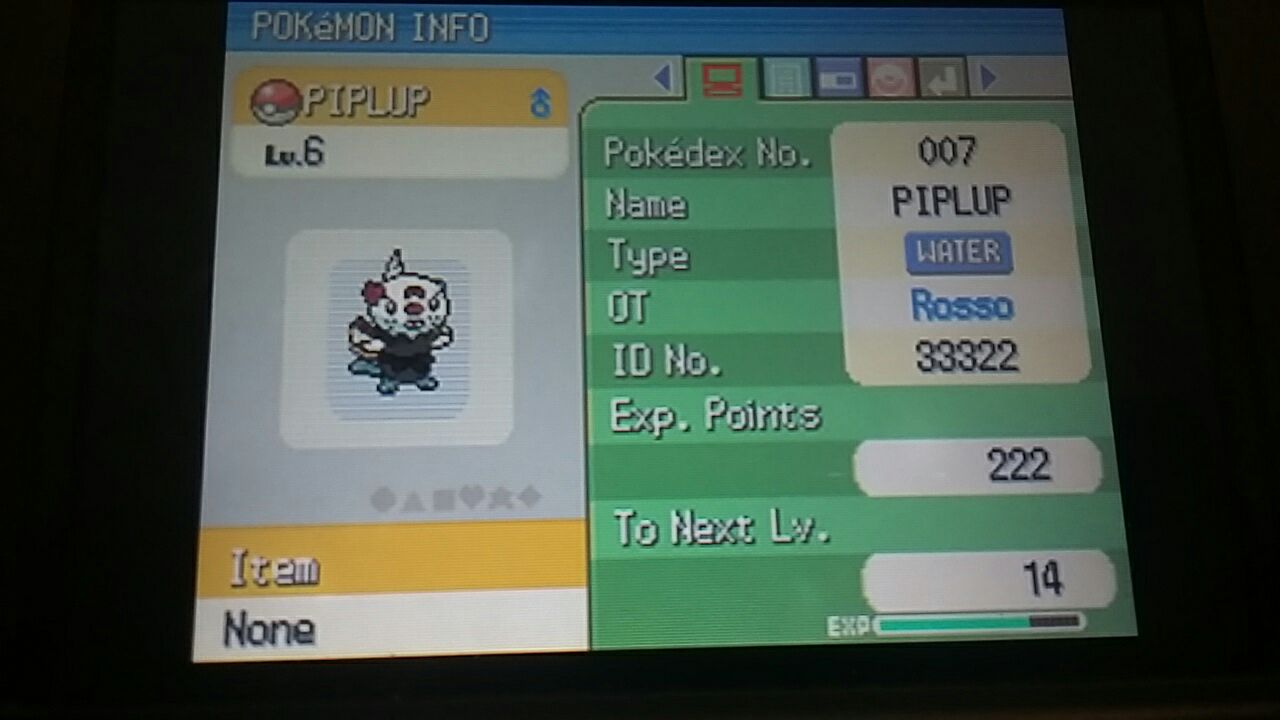 POKéMON INFO
PIPLUP ♂
Lv.6
Item
None
Pokédex No. 007
Name PIPLUP
Type WATER
OT Rosso
ID No. 33322
Exp. Points
222
To Next Lv.
14
EXP